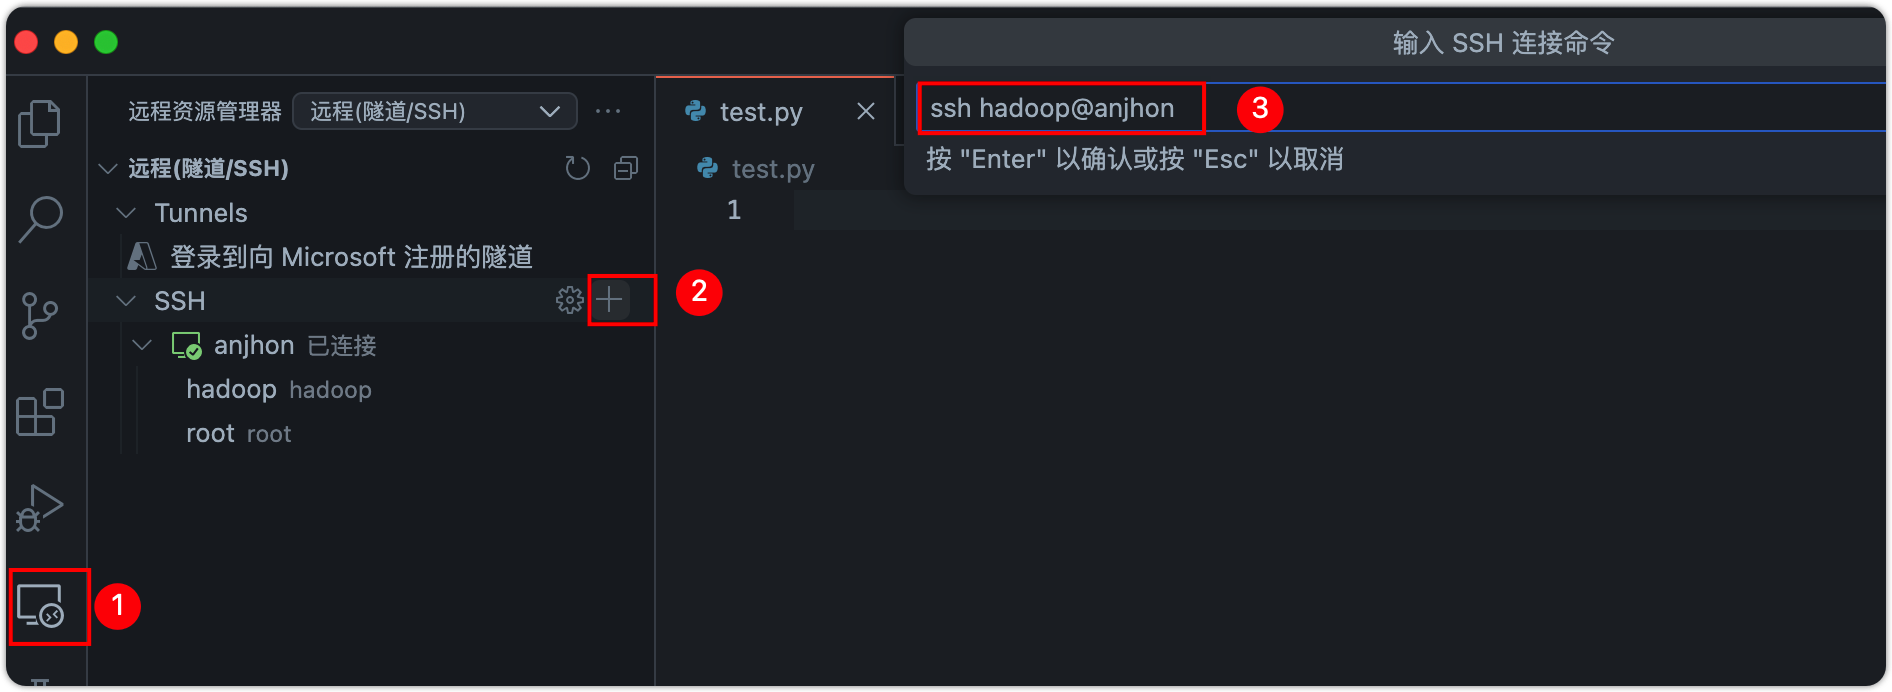 输入 SSH 连接命令
远程资源管理器 远程(隧道/SSH) ···
test.py
ssh hadoop@anjhon
3
按 "Enter" 以确认或按 "Esc" 以取消
远程(隧道/SSH)
test.py
Tunnels
1
登录到向 Microsoft 注册的隧道
SSH
2
anjhon 已连接
hadoop hadoop
root root
1